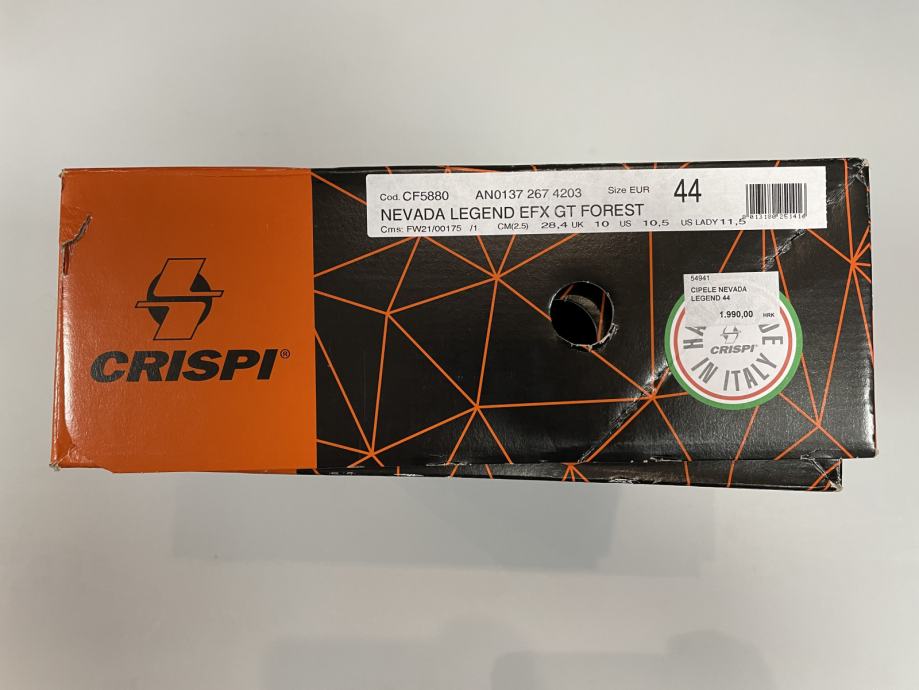 Cod. CF5880 AN0137 267 4203 Size EUR 44
NEVADA LEGEND EFX GT FOREST
Cms: FW21/00175 /1 CM(2.5) 28,4 UK 10 US 10,5 US LADY 11,5
CRISPI®
54941
CIPELE NEVADA
LEGEND 44
1.990,00 HRK
CRISPI®
IN ITALY